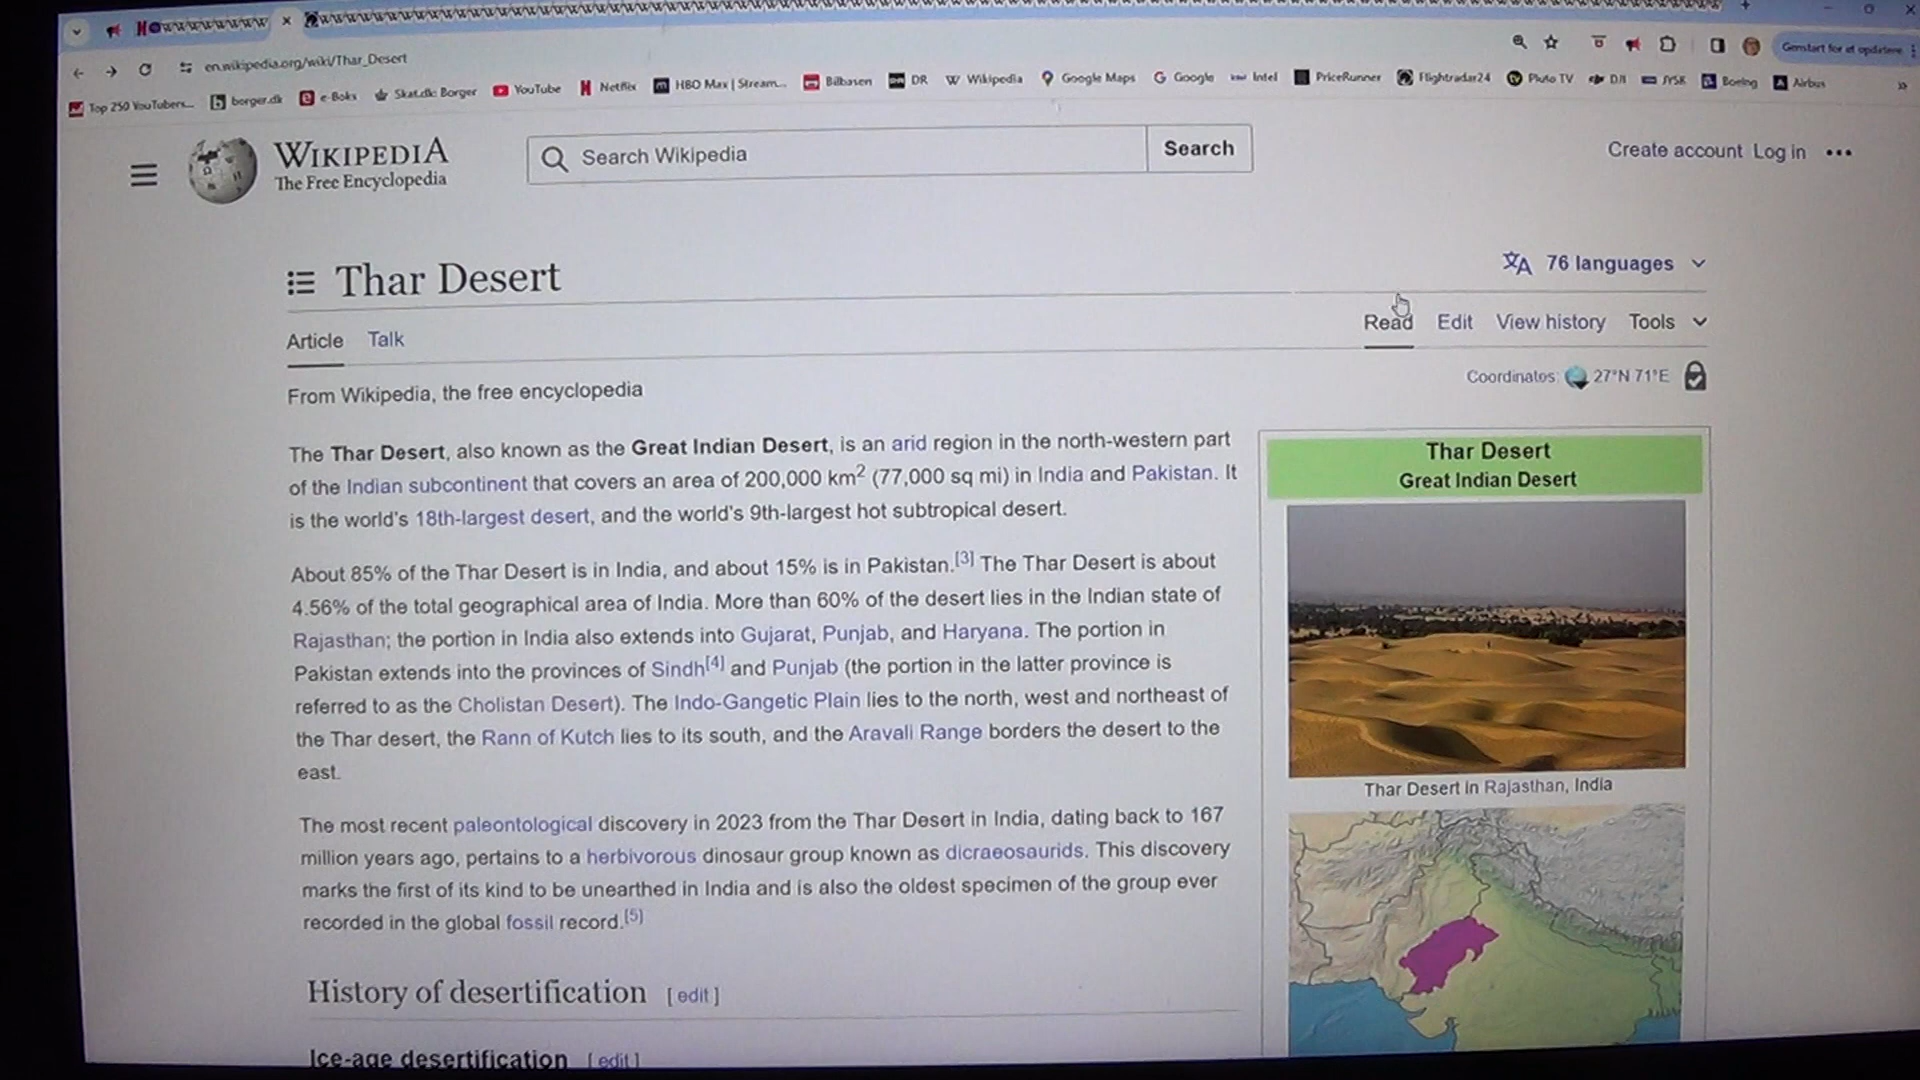 en.wikipedia.org/wiki/Thar_Desert
Genstart for at opdatere
Top 250 YouTubers... borger.dk e-Boks Skat.dk: Borger YouTube Netflix HBO Max | Stream... Bilbasen DR Wikipedia Google Maps Google Intel PriceRunner Flightradar24 Pluto TV DJI JYSK Boeing Airbus
WIKIPEDIA
The Free Encyclopedia
Search Wikipedia
Search
Create account Log in
Thar Desert
76 languages
Article Talk
Read Edit View history Tools
From Wikipedia, the free encyclopedia
Coordinates: 27°N 71°E
The Thar Desert, also known as the Great Indian Desert, is an arid region in the north-western part
of the Indian subcontinent that covers an area of 200,000 km² (77,000 sq mi) in India and Pakistan. It
is the world's 18th-largest desert, and the world's 9th-largest hot subtropical desert.
About 85% of the Thar Desert is in India, and about 15% is in Pakistan.[3] The Thar Desert is about
4.56% of the total geographical area of India. More than 60% of the desert lies in the Indian state of
Rajasthan; the portion in India also extends into Gujarat, Punjab, and Haryana. The portion in
Pakistan extends into the provinces of Sindh[4] and Punjab (the portion in the latter province is
referred to as the Cholistan Desert). The Indo-Gangetic Plain lies to the north, west and northeast of
the Thar desert, the Rann of Kutch lies to its south, and the Aravali Range borders the desert to the
east.
The most recent paleontological discovery in 2023 from the Thar Desert in India, dating back to 167
million years ago, pertains to a herbivorous dinosaur group known as dicraeosaurids. This discovery
marks the first of its kind to be unearthed in India and is also the oldest specimen of the group ever
recorded in the global fossil record.[5]
History of desertification [ edit ]
Ice-age desertification [ edit ]
Thar Desert
Great Indian Desert
Thar Desert in Rajasthan, India